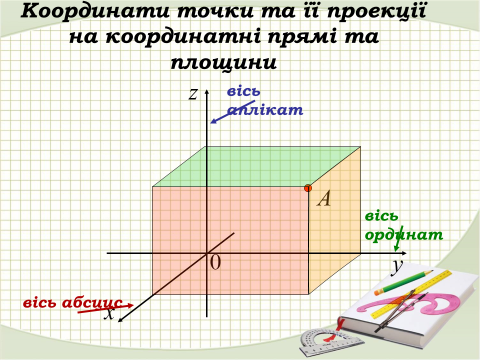 Координати точки та її проекції
на координатні прямі та
площини
z
вісь
аплікат
A
вісь
ординат
0
y
вісь абсцис
x